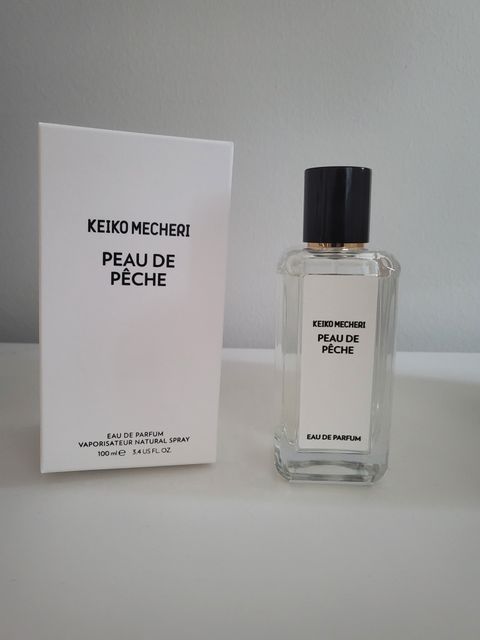 KEIKO MECHERI
PEAU DE
PÊCHE
EAU DE PARFUM
VAPORISATEUR NATURAL SPRAY
100 ml ℮ 3.4 US FL. OZ.
KEIKO MECHERI
PEAU DE
PÊCHE
EAU DE PARFUM